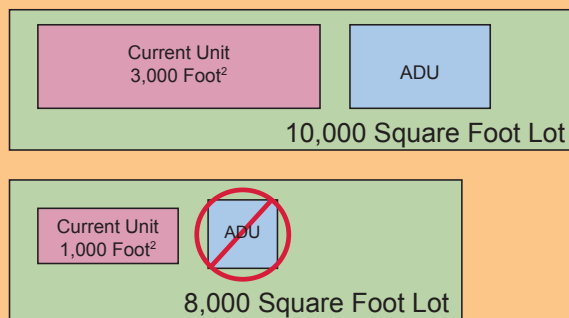 Current Unit
3,000 Foot²
ADU
10,000 Square Foot Lot
Current Unit
1,000 Foot²
ADU
8,000 Square Foot Lot